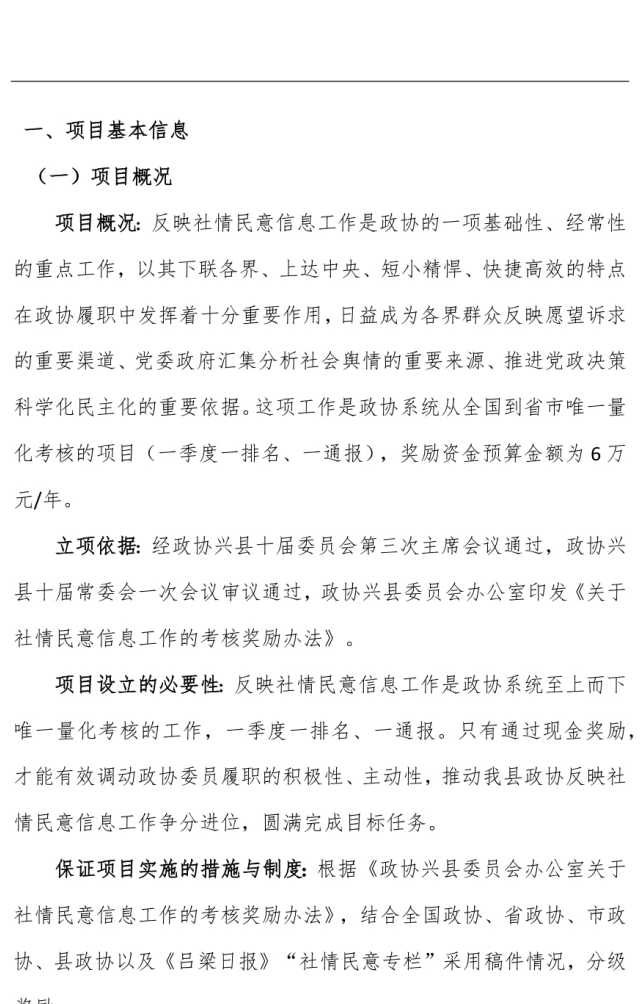 一、项目基本信息
（一）项目概况
项目概况：反映社情民意信息工作是政协的一项基础性、经常性
的重点工作，以其下联各界、上达中央、短小精悍、快捷高效的特点
在政协履职中发挥着十分重要作用，日益成为各界群众反映愿望诉求
的重要渠道、党委政府汇集分析社会舆情的重要来源、推进党政决策
科学化民主化的重要依据。这项工作是政协系统从全国到省市唯一量
化考核的项目（一季度一排名、一通报），奖励资金预算金额为 6 万
元/年。
立项依据：经政协兴县十届委员会第三次主席会议通过，政协兴
县十届常委会一次会议审议通过，政协兴县委员会办公室印发《关于
社情民意信息工作的考核奖励办法》。
项目设立的必要性：反映社情民意信息工作是政协系统至上而下
唯一量化考核的工作，一季度一排名、一通报。只有通过现金奖励，
才能有效调动政协委员履职的积极性、主动性，推动我县政协反映社
情民意信息工作争分进位，圆满完成目标任务。
保证项目实施的措施与制度：根据《政协兴县委员会办公室关于
社情民意信息工作的考核奖励办法》，结合全国政协、省政协、市政
协、县政协以及《吕梁日报》“社情民意专栏”采用稿件情况，分级